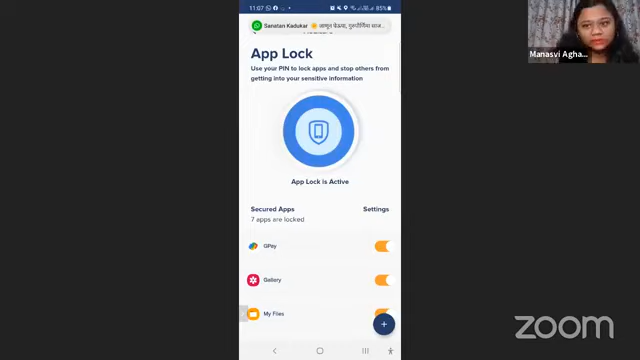 11:07
85%
Sanatan Kadukar
App Lock
Use your PIN to lock apps and stop others from
getting into your sensitive information
App Lock is Active
Secured Apps
Settings
7 apps are locked
GPay
Gallery
My Files
+
Manasvi Agha...
zoom